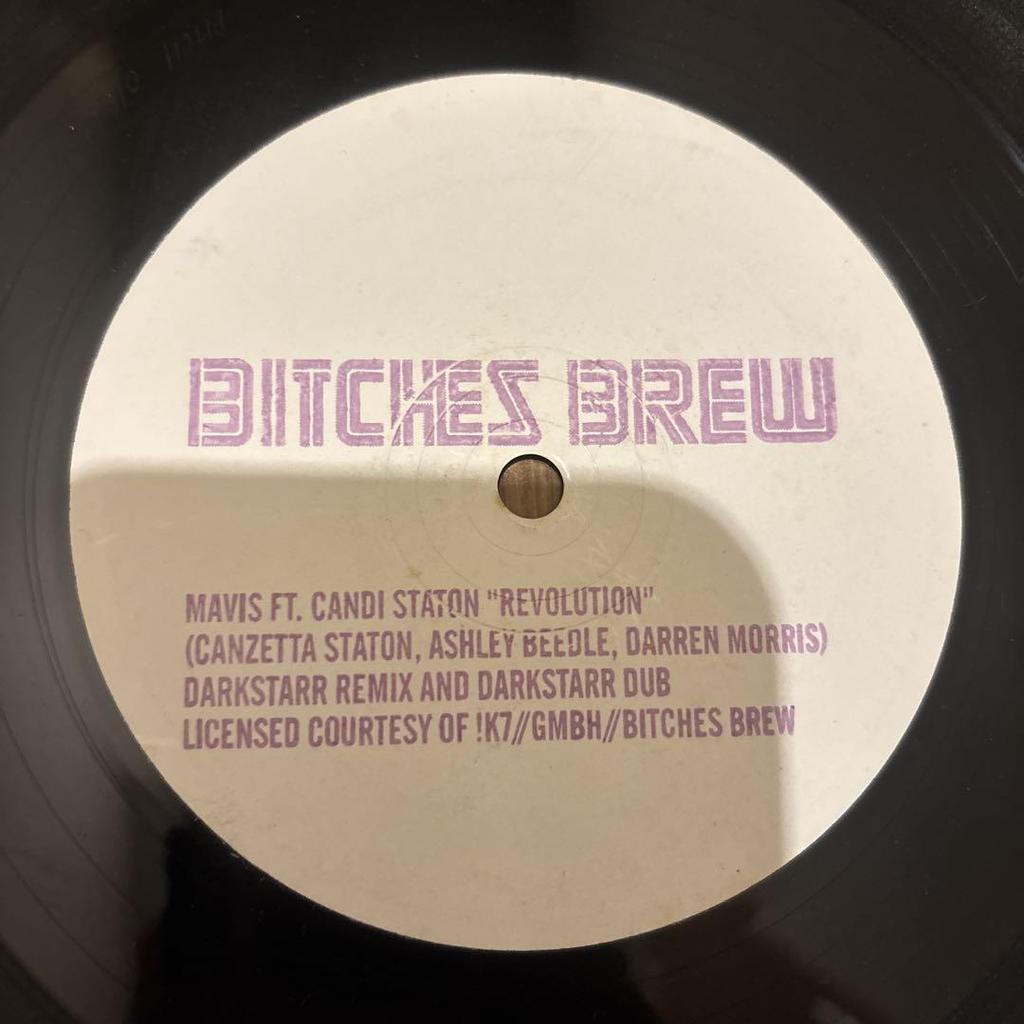 BITCHES BREW
MAVIS FT. CANDI STATON "REVOLUTION"
(CANZETTA STATON, ASHLEY BEEDLE, DARREN MORRIS)
DARKSTARR REMIX AND DARKSTARR DUB
LICENSED COURTESY OF !K7//GMBH//BITCHES BREW